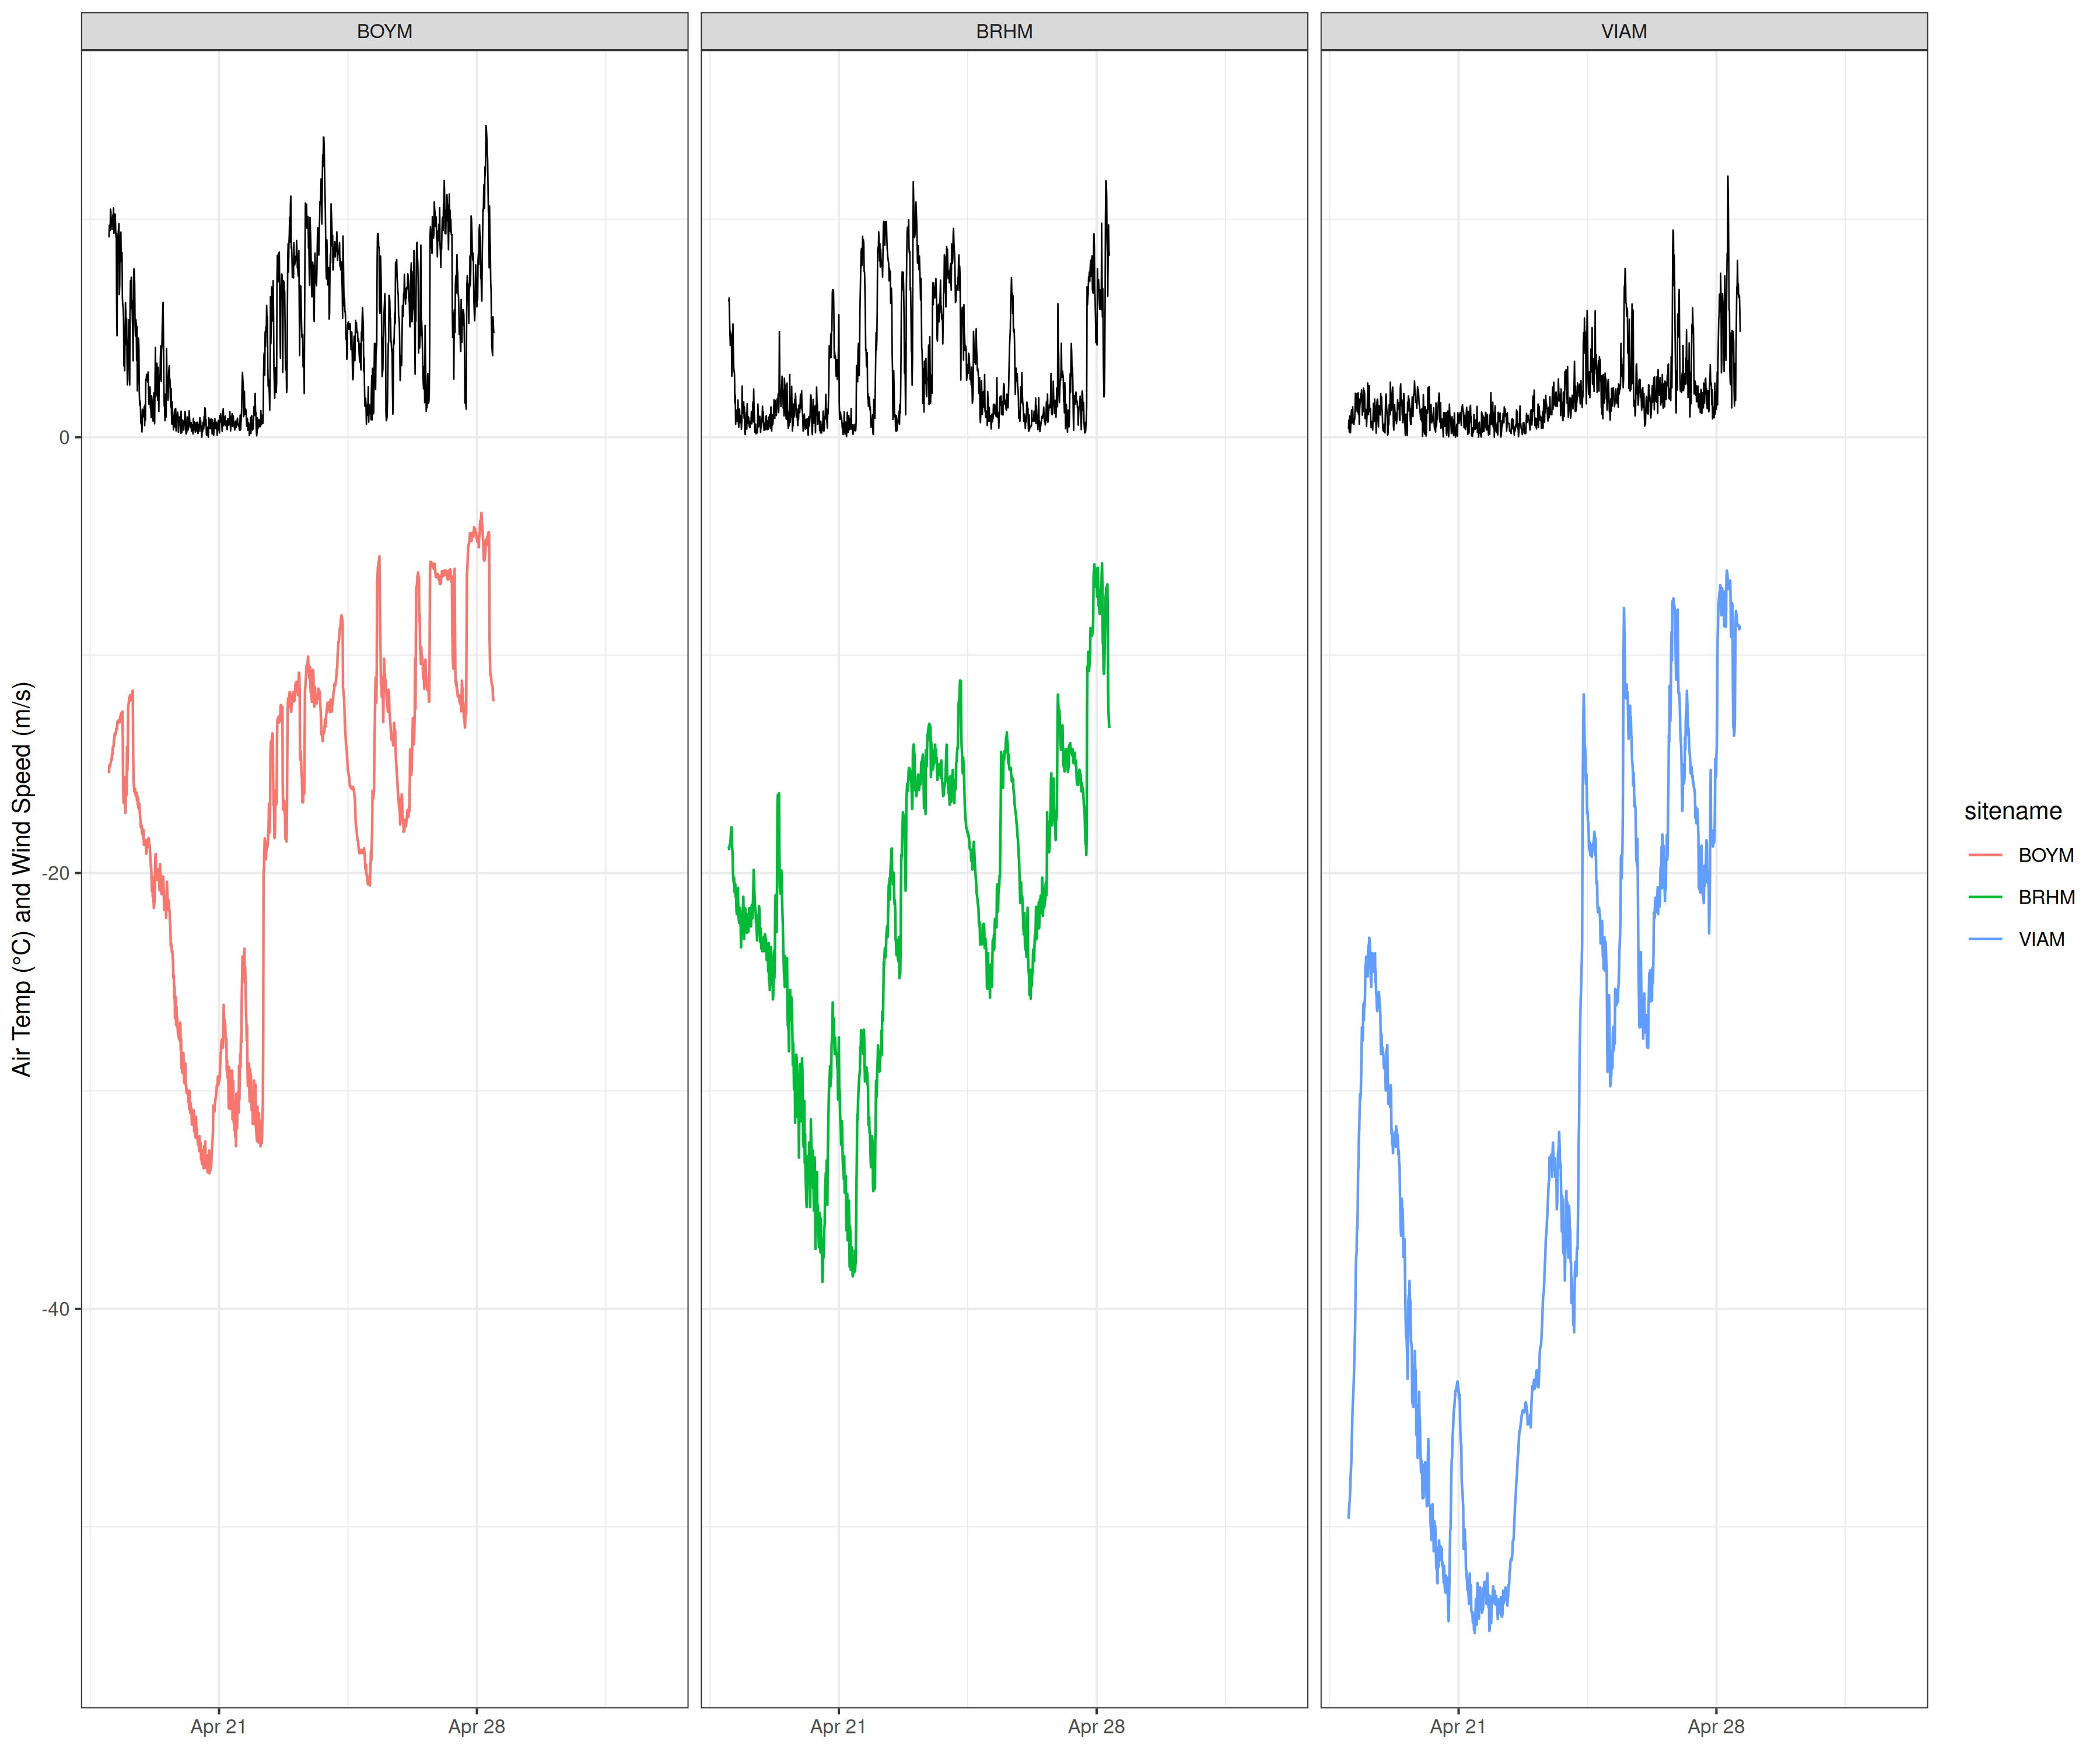 BOYM BRHM VIAM
Air Temp (°C) and Wind Speed (m/s)
0
-20
-40
Apr 21 Apr 28 Apr 21 Apr 28 Apr 21 Apr 28
sitename
BOYM
BRHM
VIAM